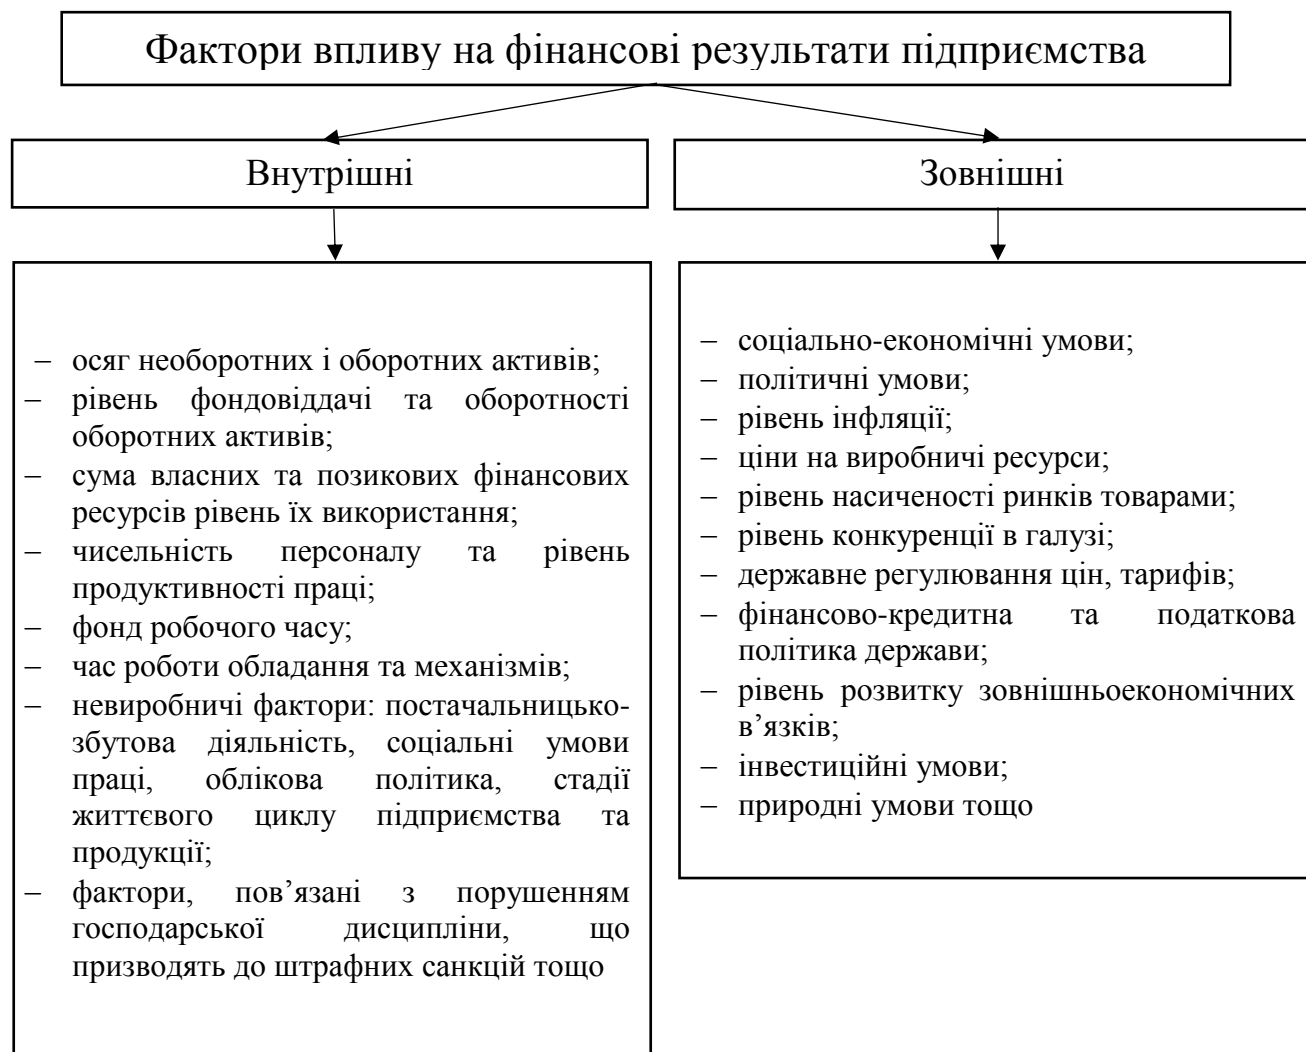 Фактори впливу на фінансові результати підприємства
Внутрішні
Зовнішні
– осяг необоротних і оборотних активів;
– рівень фондовіддачі та оборотності
оборотних активів;
– сума власних та позикових фінансових
ресурсів рівень їх використання;
– чисельність персоналу та рівень
продуктивності праці;
– фонд робочого часу;
– час роботи обладання та механізмів;
– невиробничі фактори: постачальницько-
збутова діяльність, соціальні умови
праці, облікова політика, стадії
життєвого циклу підприємства та
продукції;
– фактори, пов’язані з порушенням
господарської дисципліни, що
призводять до штрафних санкцій тощо
– соціально-економічні умови;
– політичні умови;
– рівень інфляції;
– ціни на виробничі ресурси;
– рівень насиченості ринків товарами;
– рівень конкуренції в галузі;
– державне регулювання цін, тарифів;
– фінансово-кредитна та податкова
політика держави;
– рівень розвитку зовнішньоекономічних
в’язків;
– інвестиційні умови;
– природні умови тощо